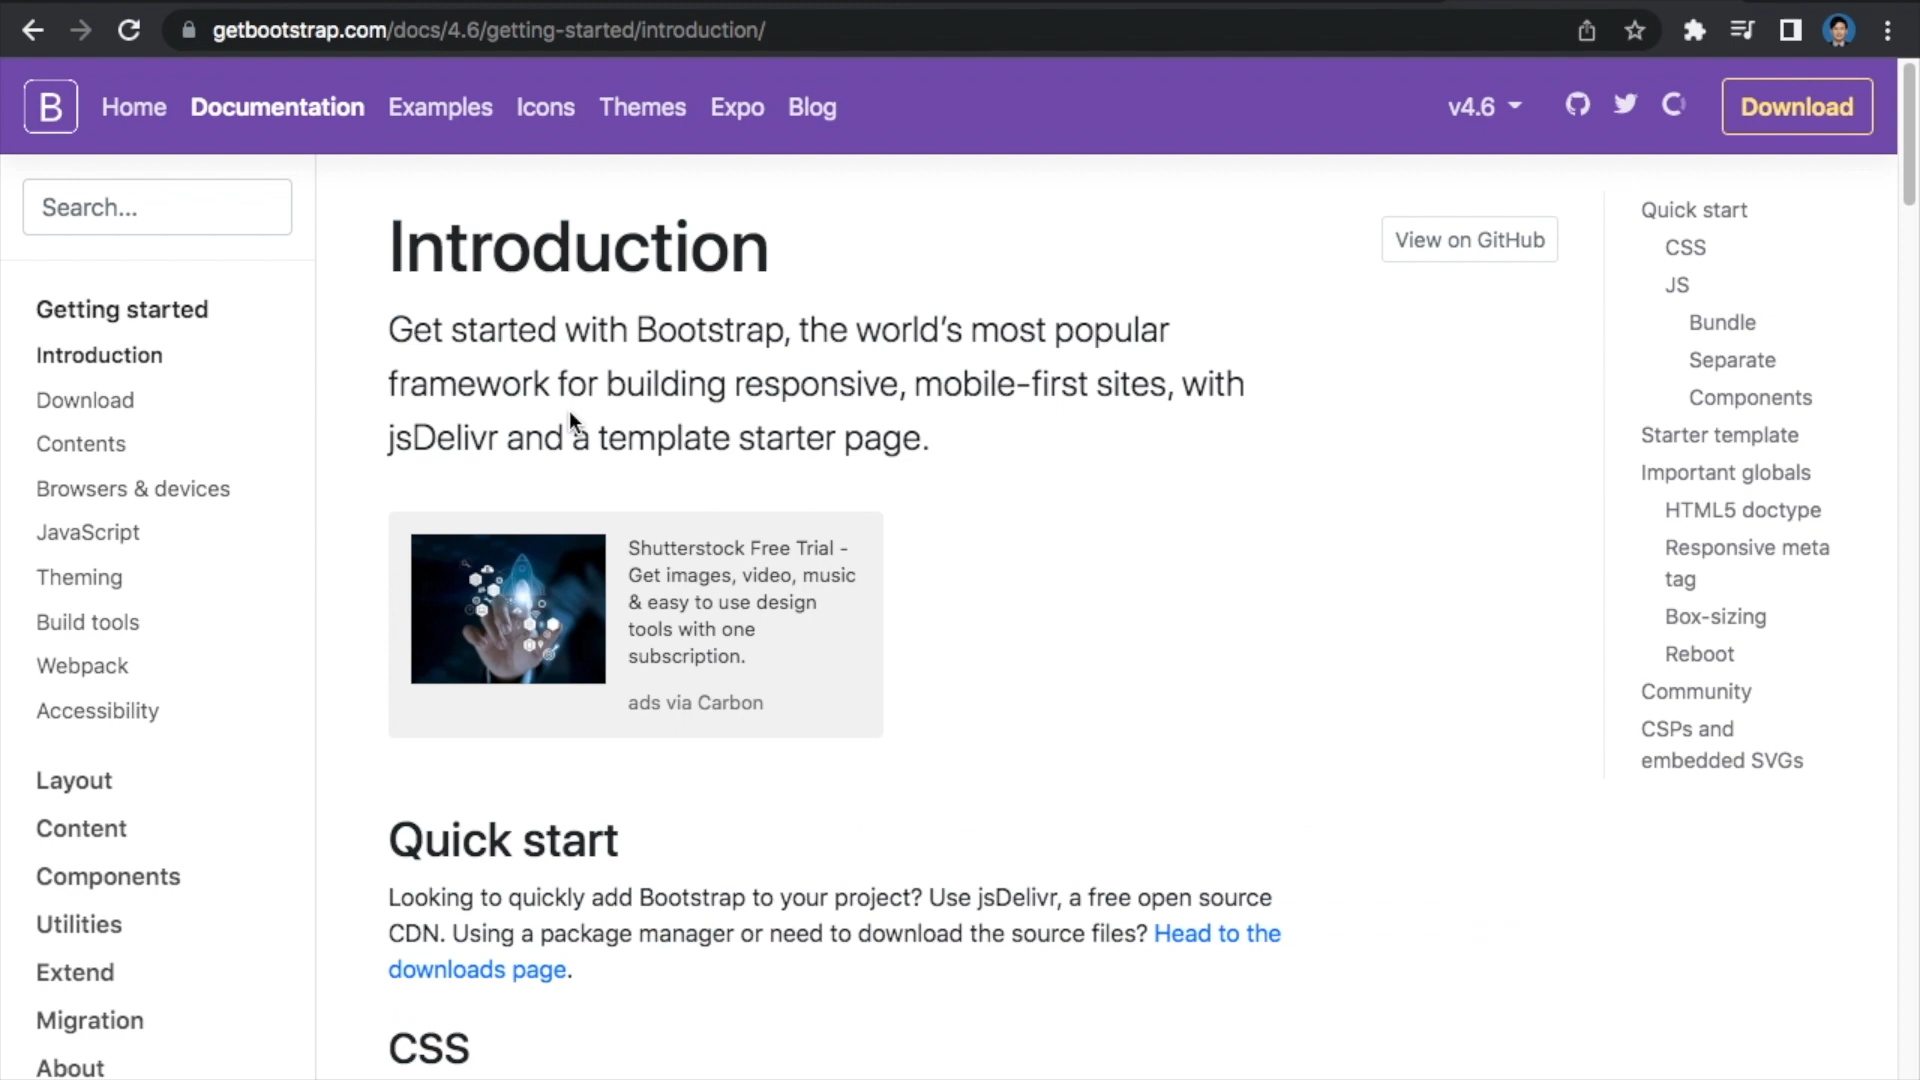 getbootstrap.com/docs/4.6/getting-started/introduction/
B Home Documentation Examples Icons Themes Expo Blog v4.6 Download
Search...
Getting started
Introduction
Download
Contents
Browsers & devices
JavaScript
Theming
Build tools
Webpack
Accessibility
Layout
Content
Components
Utilities
Extend
Migration
About
Introduction
View on GitHub
Get started with Bootstrap, the world’s most popular
framework for building responsive, mobile-first sites, with
jsDelivr and a template starter page.
Shutterstock Free Trial -
Get images, video, music
& easy to use design
tools with one
subscription.
ads via Carbon
Quick start
Looking to quickly add Bootstrap to your project? Use jsDelivr, a free open source
CDN. Using a package manager or need to download the source files? Head to the
downloads page.
CSS
Quick start
CSS
JS
Bundle
Separate
Components
Starter template
Important globals
HTML5 doctype
Responsive meta
tag
Box-sizing
Reboot
Community
CSPs and
embedded SVGs